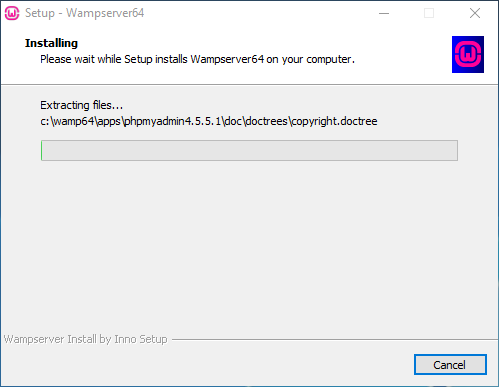 Setup - Wampserver64
Installing
Please wait while Setup installs Wampserver64 on your computer.
Extracting files...
c:\wamp64\apps\phpmyadmin4.5.5.1\doc\doctrees\copyright.doctree
Wampserver Install by Inno Setup
Cancel